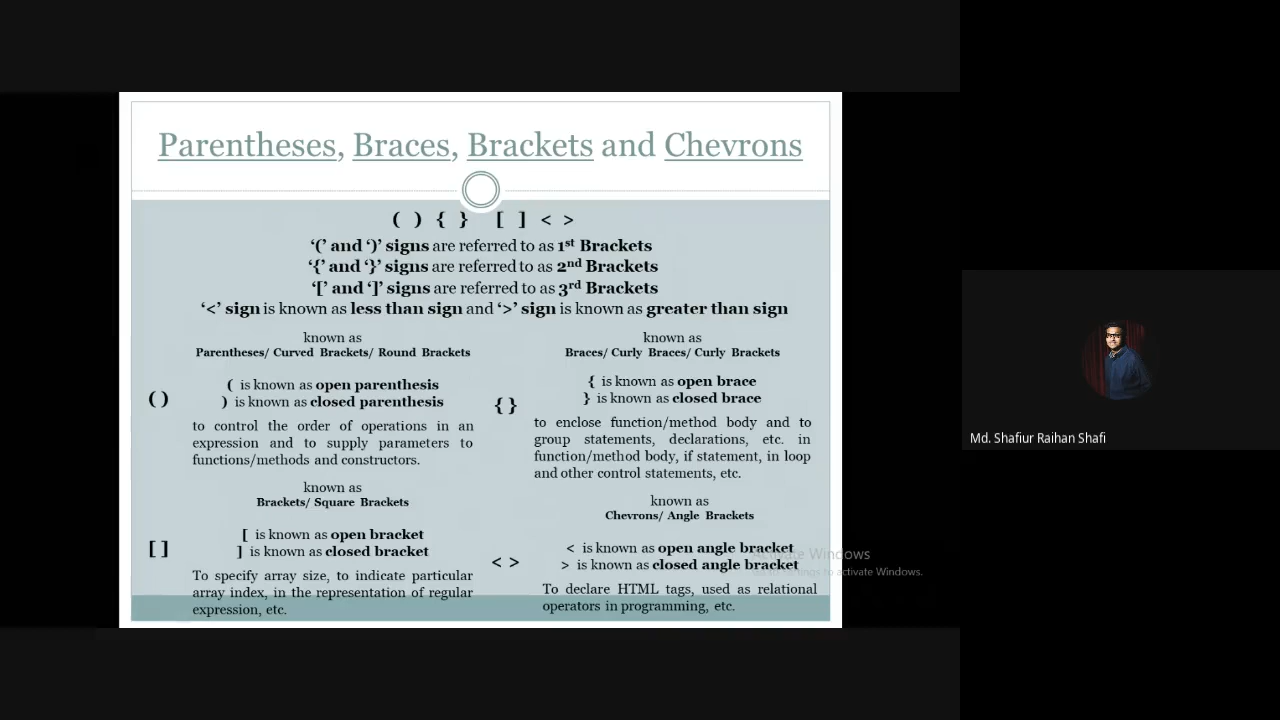 Parentheses, Braces, Brackets and Chevrons
( ) { } [ ] < >
‘(’ and ‘)’ signs are referred to as 1st Brackets
‘{’ and ‘}’ signs are referred to as 2nd Brackets
‘[’ and ‘]’ signs are referred to as 3rd Brackets
‘<’ sign is known as less than sign and ‘>’ sign is known as greater than sign
( )
known as
Parentheses/ Curved Brackets/ Round Brackets
( is known as open parenthesis
) is known as closed parenthesis
to control the order of operations in an
expression and to supply parameters to
functions/methods and constructors.
{ }
known as
Braces/ Curly Braces/ Curly Brackets
{ is known as open brace
} is known as closed brace
to enclose function/method body and to
group statements, declarations, etc. in
function/method body, if statement, in loop
and other control statements, etc.
[ ]
known as
Brackets/ Square Brackets
[ is known as open bracket
] is known as closed bracket
To specify array size, to indicate particular
array index, in the representation of regular
expression, etc.
< >
known as
Chevrons/ Angle Brackets
< is known as open angle bracket
> is known as closed angle bracket
To declare HTML tags, used as relational
operators in programming, etc.
Activate Windows
to activate Windows.
Md. Shafiur Raihan Shafi